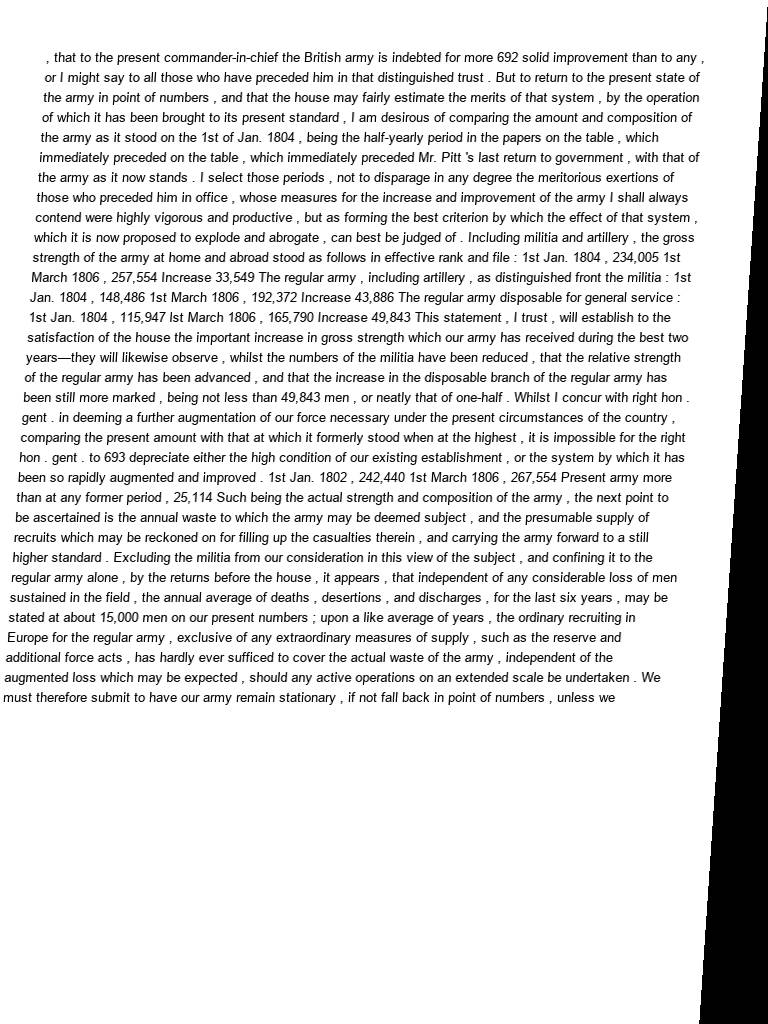 , that to the present commander-in-chief the British army is indebted for more 692 solid improvement than to any ,
or I might say to all those who have preceded him in that distinguished trust . But to return to the present state of
the army in point of numbers , and that the house may fairly estimate the merits of that system , by the operation
of which it has been brought to its present standard , I am desirous of comparing the amount and composition of
the army as it stood on the 1st of Jan. 1804 , being the half-yearly period in the papers on the table , which
immediately preceded on the table , which immediately preceded Mr. Pitt 's last return to government , with that of
the army as it now stands . I select those periods , not to disparage in any degree the meritorious exertions of
those who preceded him in office , whose measures for the increase and improvement of the army I shall always
contend were highly vigorous and productive , but as forming the best criterion by which the effect of that system ,
which it is now proposed to explode and abrogate , can best be judged of . Including militia and artillery , the gross
strength of the army at home and abroad stood as follows in effective rank and file : 1st Jan. 1804 , 234,005 1st
March 1806 , 257,554 Increase 33,549 The regular army , including artillery , as distinguished front the militia : 1st
Jan. 1804 , 148,486 1st March 1806 , 192,372 Increase 43,886 The regular army disposable for general service :
1st Jan. 1804 , 115,947 Ist March 1806 , 165,790 Increase 49,843 This statement , I trust , will establish to the
satisfaction of the house the important increase in gross strength which our army has received during the best two
years—they will likewise observe , whilst the numbers of the militia have been reduced , that the relative strength
of the regular army has been advanced , and that the increase in the disposable branch of the regular army has
been still more marked , being not less than 49,843 men , or neatly that of one-half . Whilst I concur with right hon .
gent . in deeming a further augmentation of our force necessary under the present circumstances of the country ,
comparing the present amount with that at which it formerly stood when at the highest , it is impossible for the right
hon . gent . to 693 depreciate either the high condition of our existing establishment , or the system by which it has
been so rapidly augmented and improved . 1st Jan. 1802 , 242,440 1st March 1806 , 267,554 Present army more
than at any former period , 25,114 Such being the actual strength and composition of the army , the next point to
be ascertained is the annual waste to which the army may be deemed subject , and the presumable supply of
recruits which may be reckoned on for filling up the casualties therein , and carrying the army forward to a still
higher standard . Excluding the militia from our consideration in this view of the subject , and confining it to the
regular army alone , by the returns before the house , it appears , that independent of any considerable loss of men
sustained in the field , the annual average of deaths , desertions , and discharges , for the last six years , may be
stated at about 15,000 men on our present numbers ; upon a like average of years , the ordinary recruiting in
Europe for the regular army , exclusive of any extraordinary measures of supply , such as the reserve and
additional force acts , has hardly ever sufficed to cover the actual waste of the army , independent of the
augmented loss which may be expected , should any active operations on an extended scale be undertaken . We
must therefore submit to have our army remain stationary , if not fall back in point of numbers , unless we